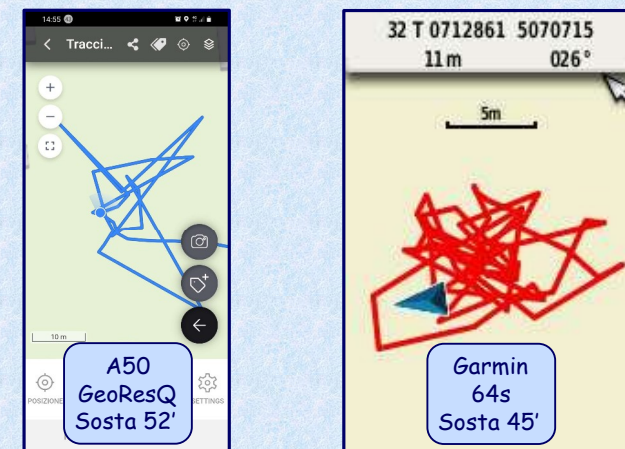 14:55
Tracci...
10 m
POSIZIONE
SETTINGS
A50
GeoResQ
Sosta 52'
32 T 0712861 5070715
11 m 026°
5m
Garmin
64s
Sosta 45'